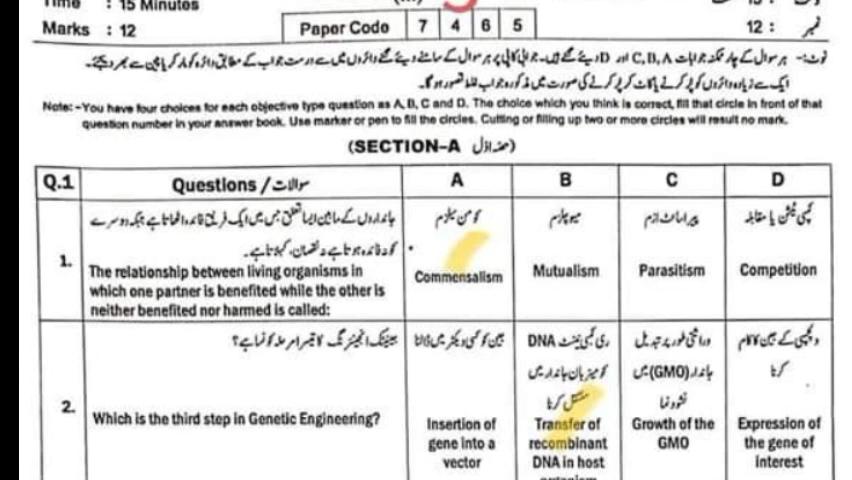 : 15 Minutes
Marks : 12
Paper Code 7 4 6 5
12 : نمبر
نوٹ:- ہر سوال کے چار ممکنہ جوابات C, B, A اور D دیئے گئے ہیں۔ جوابی کاپی پر ہر سوال کے سامنے دیئے گئے دائروں میں سے درست جواب کے مطابق دائرہ کو مارکر یا پین سے بھر دیجئے۔
ایک سے زیادہ دائروں کو پُر کرنے یا کاٹ کر پُر کرنے کی صورت میں مذکورہ جواب غلط تصور ہوگا۔
Note:-You have four choices for each objective type question as A, B, C and D. The choice which you think is correct, fill that circle in front of that
question number in your answer book. Use marker or pen to fill the circles. Cutting or filling up two or more circles will result no mark.
(SECTION-A حصہ اوّل)
Q.1 Questions / سوالات A B C D
1.
جانداروں کے مابین ایسا تعلق جس میں ایک فریق فائدہ اٹھاتا ہے جبکہ دوسرے
کو نہ فائدہ ہوتا ہے نہ نقصان، کہلاتا ہے۔
The relationship between living organisms in
which one partner is benefited while the other is
neither benefited nor harmed is called:
کومن سیلزم
Commensalism
میوچلزم
Mutualism
پیراسائٹ ازم
Parasitism
کمپی ٹیشن یا مقابلہ
Competition
2.
جینیٹک انجینئرنگ کا تیسرا مرحلہ کونسا ہے؟
Which is the third step in Genetic Engineering?
جین کو کسی ویکٹر میں ڈالنا
Insertion of
gene into a
vector
ری کمبی نینٹ DNA
کو میزبان جاندار میں
منتقل کرنا
Transfer of
recombinant
DNA in host
organism
وراثتی طور پر تبدیل
جاندار (GMO) میں
نشوونما
Growth of the
GMO
دلچسپی کے جین کا کام
کرنا
Expression of
the gene of
interest